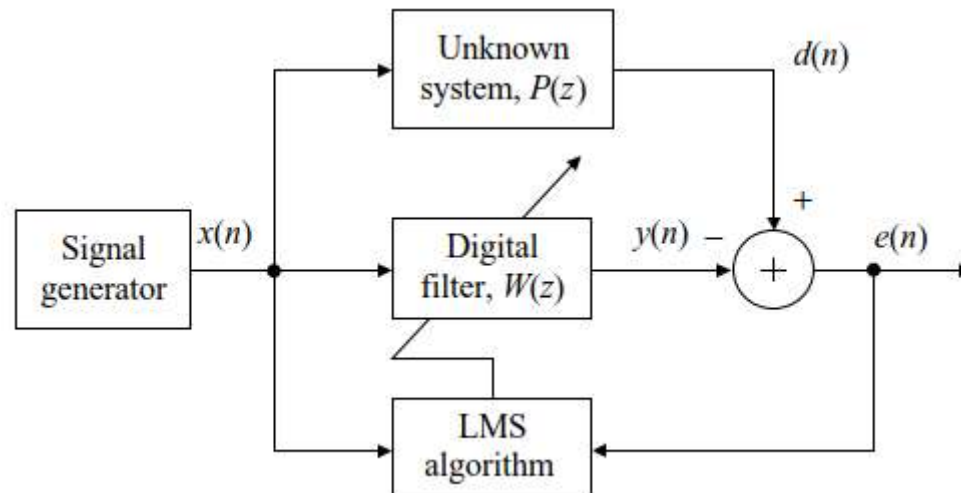 Unknown
system, P(z)
d(n)
+
Signal
generator
x(n)
Digital
filter, W(z)
y(n)
–
+
e(n)
LMS
algorithm